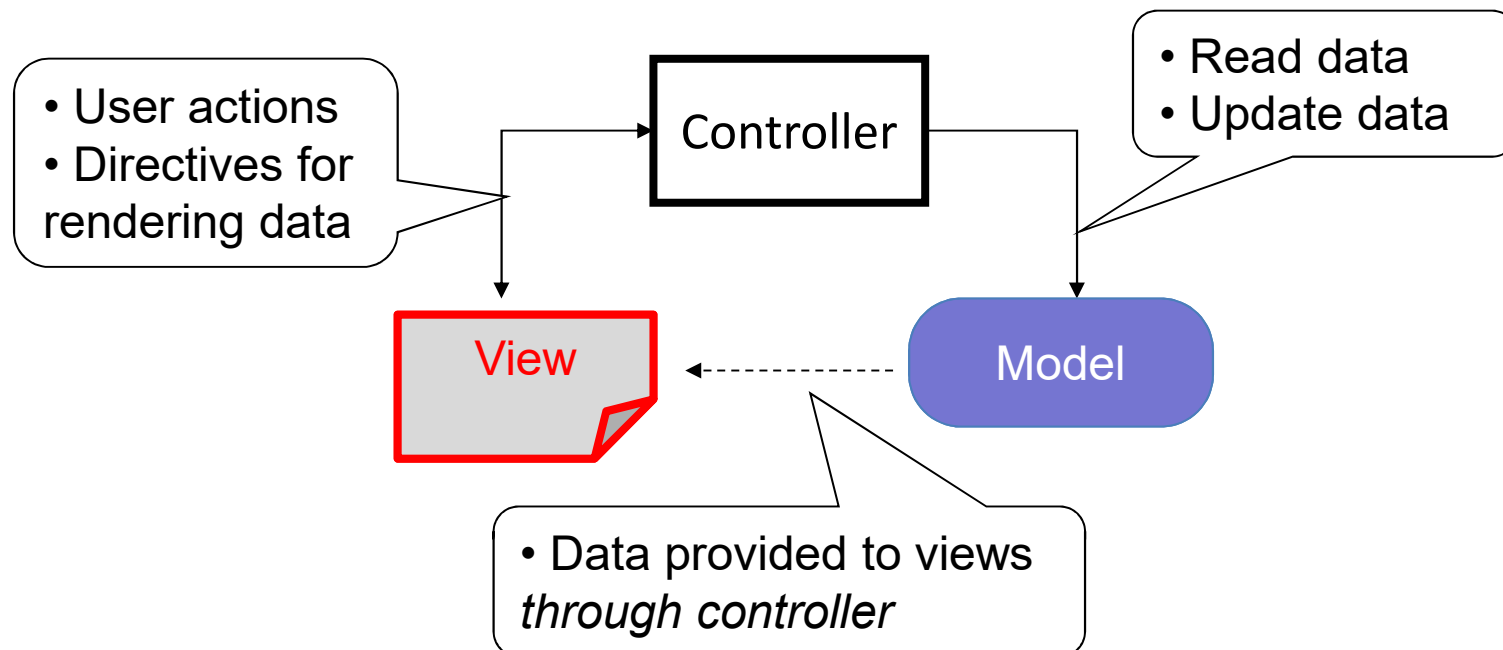 • User actions
• Directives for
rendering data
Controller
• Read data
• Update data
View
Model
• Data provided to views
through controller